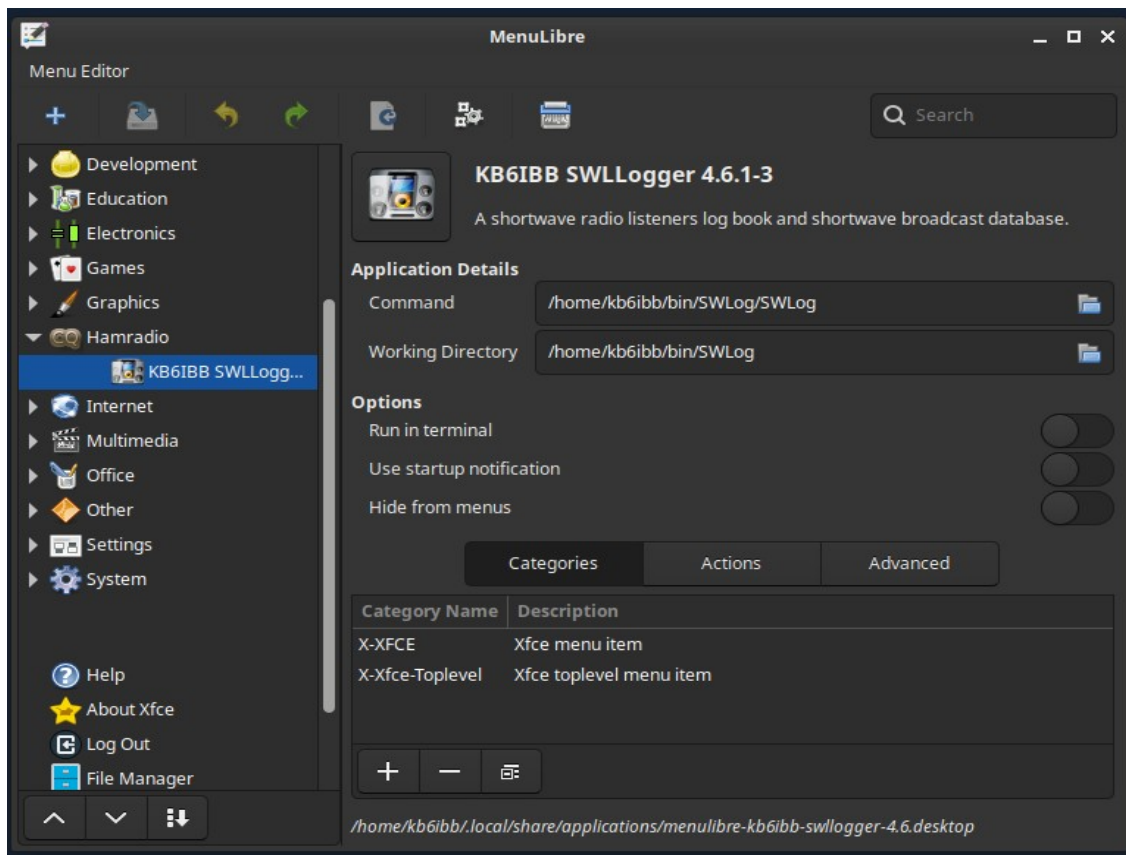 MenuLibre
Menu Editor
Search
Development
Education
Electronics
Games
Graphics
Hamradio
KB6IBB SWLLogg...
Internet
Multimedia
Office
Other
Settings
System
Help
About Xfce
Log Out
File Manager
KB6IBB SWLLogger 4.6.1-3
A shortwave radio listeners log book and shortwave broadcast database.
Application Details
Command /home/kb6ibb/bin/SWLog/SWLog
Working Directory /home/kb6ibb/bin/SWLog
Options
Run in terminal
Use startup notification
Hide from menus
Categories Actions Advanced
Category Name Description
X-XFCE Xfce menu item
X-Xfce-Toplevel Xfce toplevel menu item
/home/kb6ibb/.local/share/applications/menulibre-kb6ibb-swllogger-4.6.desktop